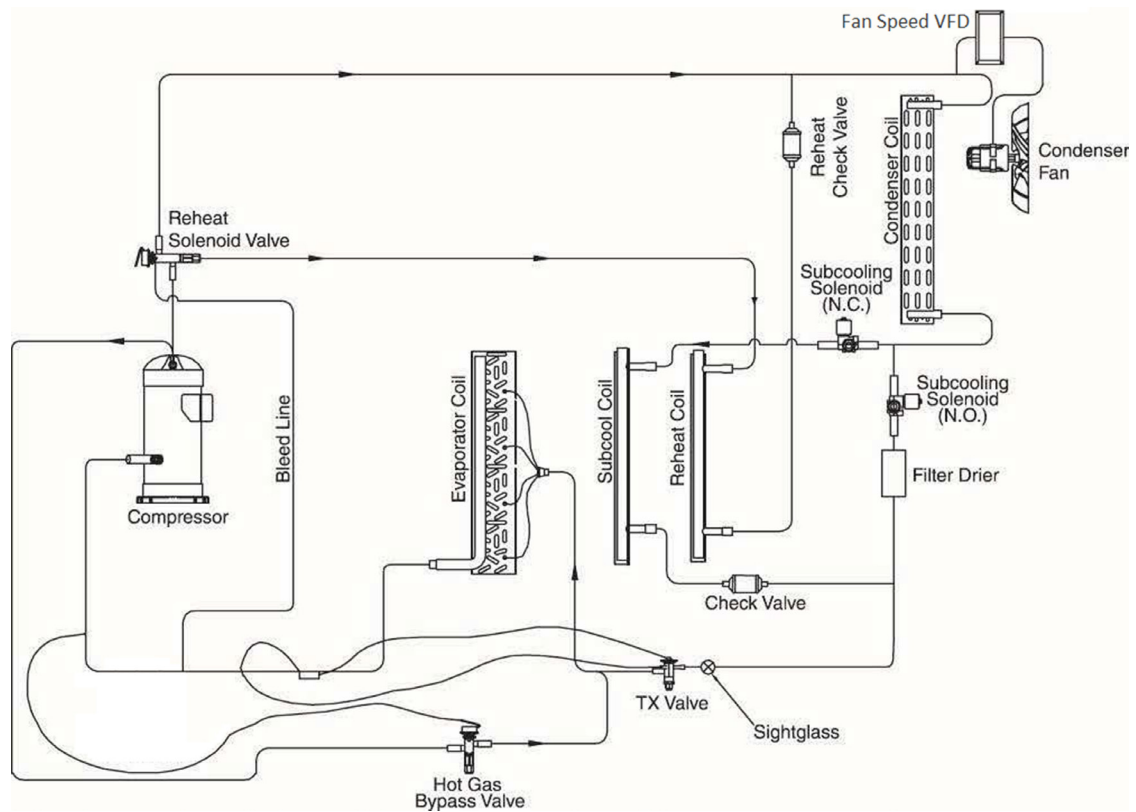 Fan Speed VFD
Reheat
Check Valve
Condenser Coil
Condenser
Fan
Reheat
Solenoid Valve
Subcooling
Solenoid
(N.C.)
Subcooling
Solenoid
(N.O.)
Evaporator Coil
Subcool Coil
Reheat Coil
Bleed Line
Filter Drier
Compressor
Check Valve
TX Valve
Sightglass
Hot Gas
Bypass Valve